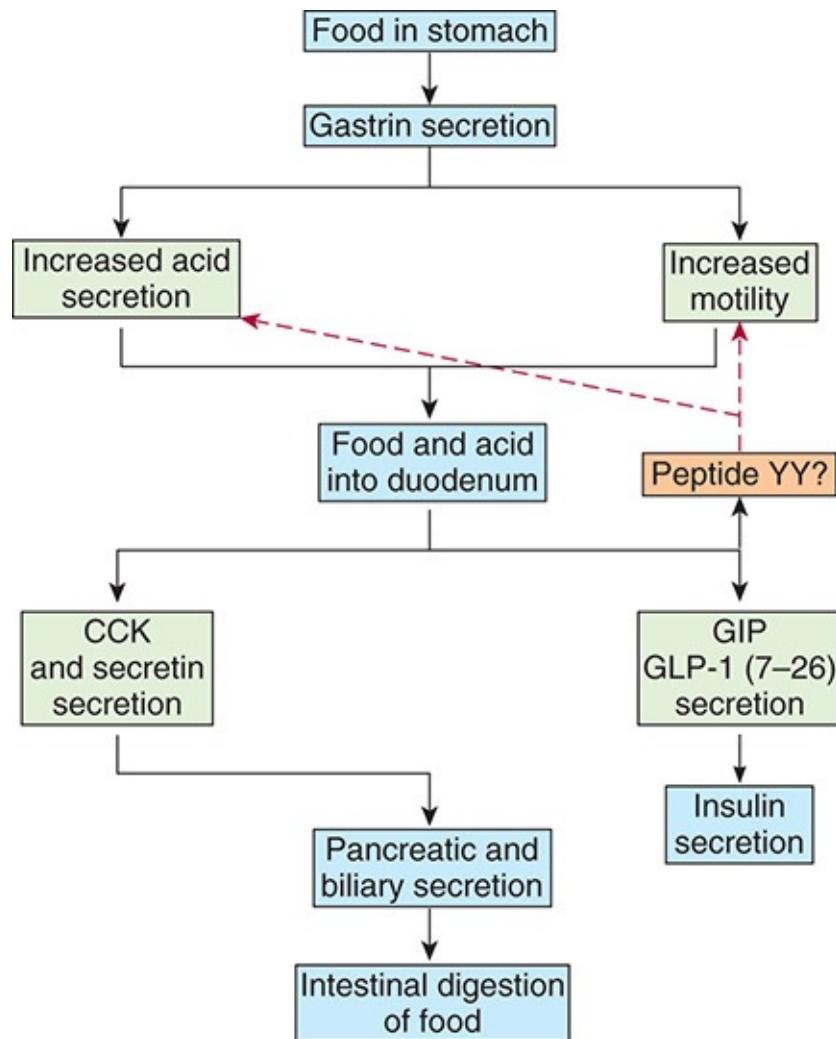 Food in stomach
Gastrin secretion
Increased acid
secretion
Increased
motility
Food and acid
into duodenum
Peptide YY?
CCK
and secretin
secretion
GIP
GLP-1 (7–26)
secretion
Insulin
secretion
Pancreatic and
biliary secretion
Intestinal digestion
of food